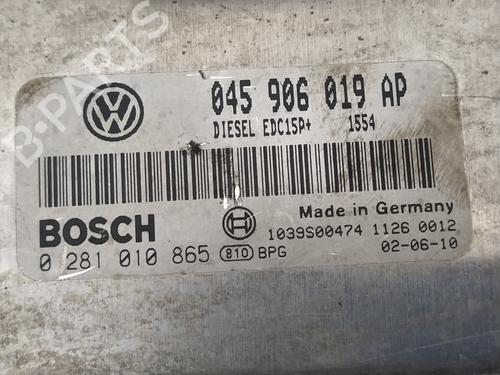 B-PARTS
045 906 019 AP
DIESEL EDC15P+ 1554
BOSCH
Made in Germany
1039S00474 1126 0012
0 281 010 865 810 BPG
02-06-10